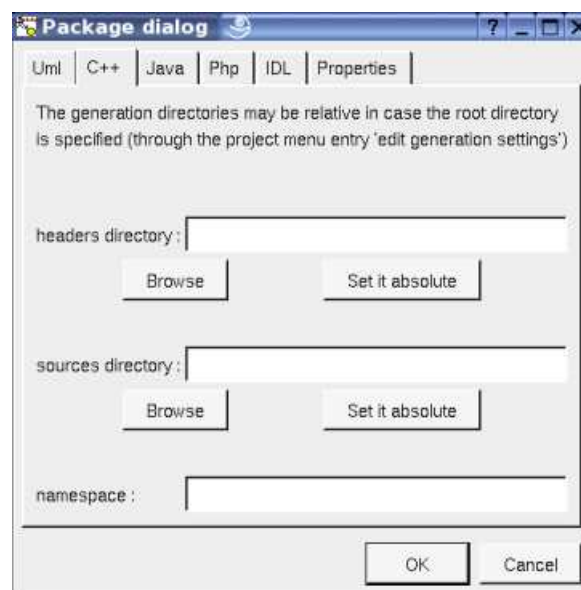 Package dialog
Uml C++ Java Php IDL Properties
The generation directories may be relative in case the root directory
is specified (through the project menu entry 'edit generation settings')
headers directory :
Browse Set it absolute
sources directory :
Browse Set it absolute
namespace :
OK Cancel